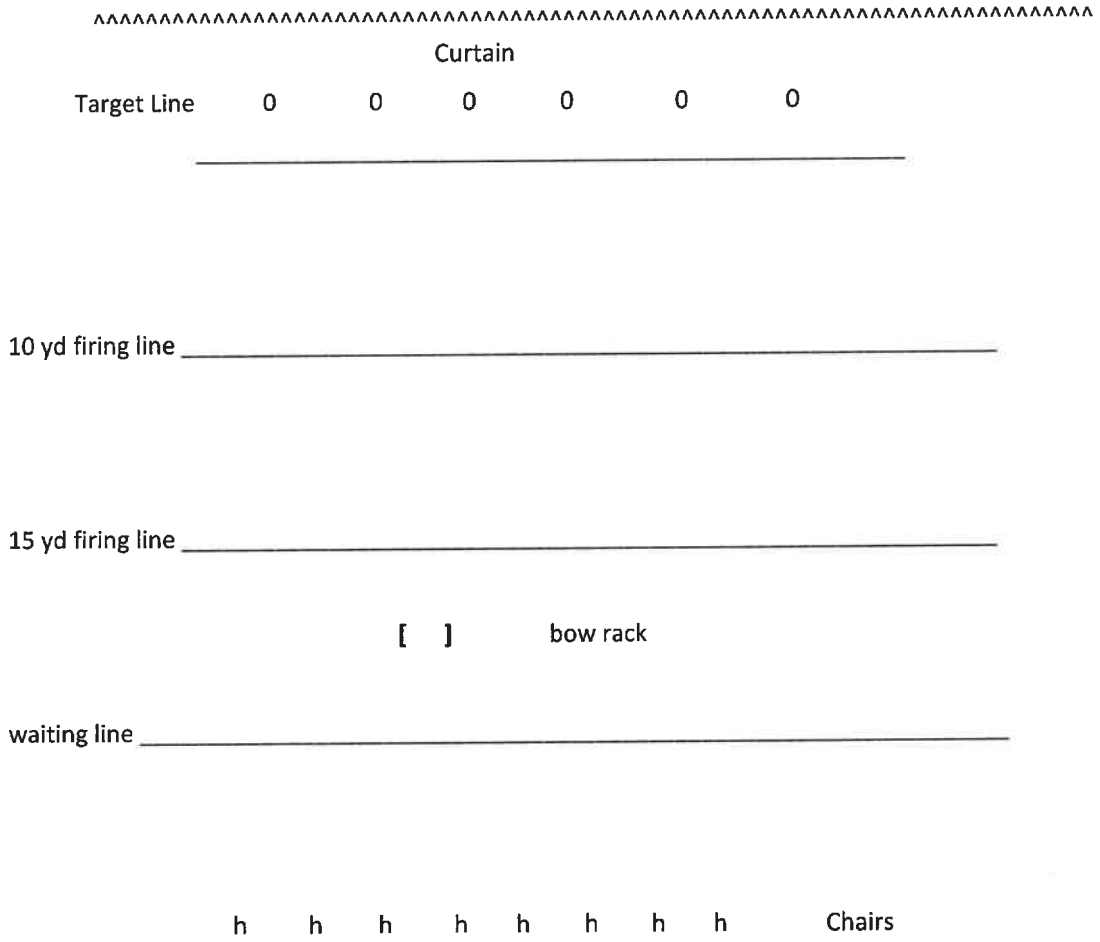 ^^^^^^^^^^^^^^^^^^^^^^^^^^^^^^^^^^^^^^^^^^^^^^^^^^^^^^^^^^^^^^^^^^^^^^^^^^^^
Curtain
Target Line 0 0 0 0 0 0
10 yd firing line
15 yd firing line
[ ] bow rack
waiting line
h h h h h h h h Chairs